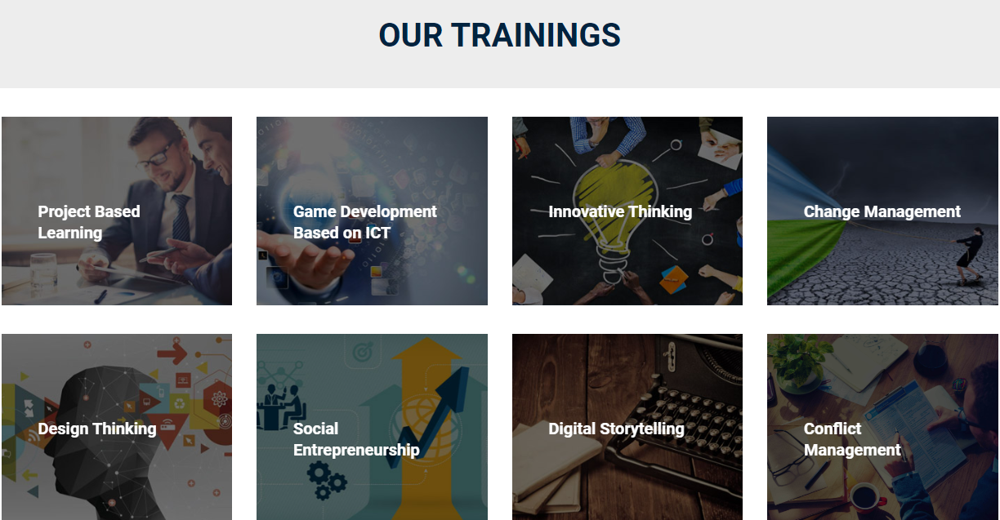 OUR TRAININGS
Project Based
Learning
Game Development
Based on ICT
Innovative Thinking
Change Management
Design Thinking
Social
Entrepreneurship
Digital Storytelling
Conflict
Management